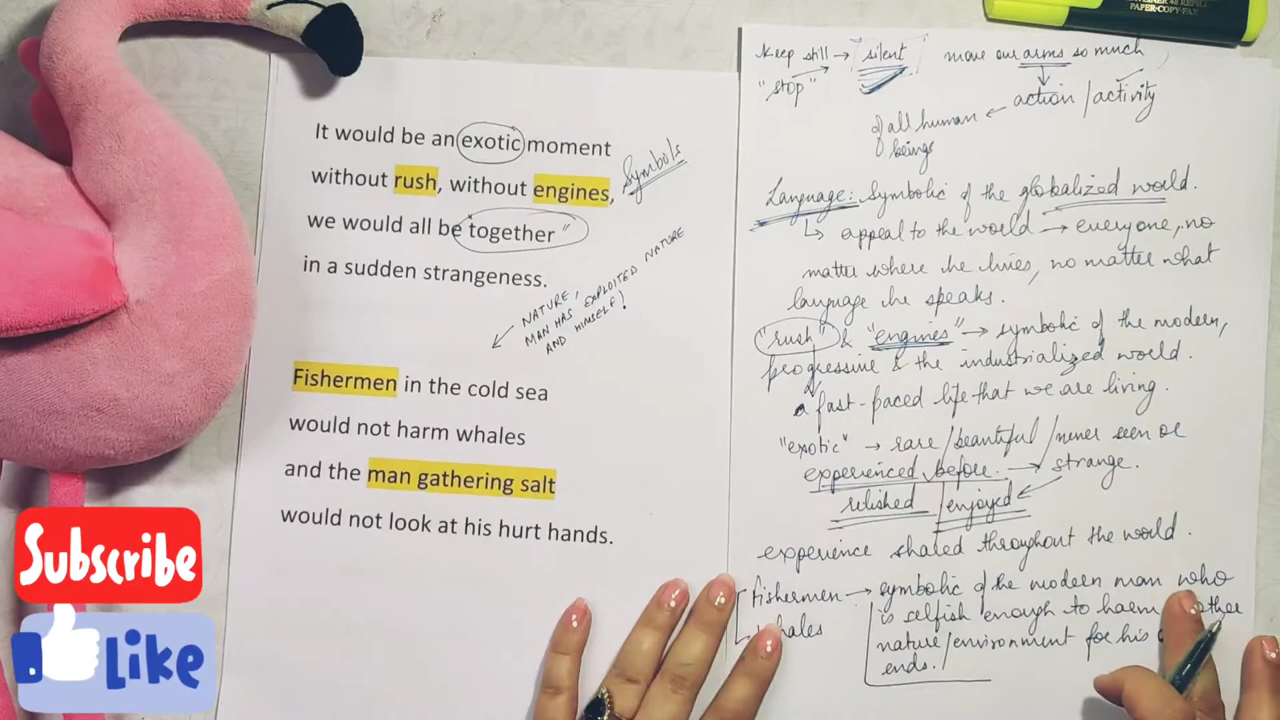 It would be an exotic moment
without rush, without engines,
we would all be together"
in a sudden strangeness.
Symbols
NATURE,
MAN HAS EXPLOITED NATURE
AND HIMSELF!
Fishermen in the cold sea
would not harm whales
and the man gathering salt
would not look at his hurt hands.
Keep still → silent move our arms so much
"stop"
action / activity
of all human
beings
Language: Symbolic of the globalized world.
↳ appeal to the world → everyone, no
matter where he lives, no matter what
language he speaks.
"rush" & "engines" → symbolic of the modern,
progressive & the industrialized world.
a fast-paced life that we are living.
"exotic" → rare / beautiful / never seen or
experienced before. → strange.
relished / enjoyed
experience shared throughout the world.
fishermen → symbolic of the modern man who
is selfish enough to harm
whales
nature / environment for his
ends.
Subscribe
Like
PAPER-COPY-FAX